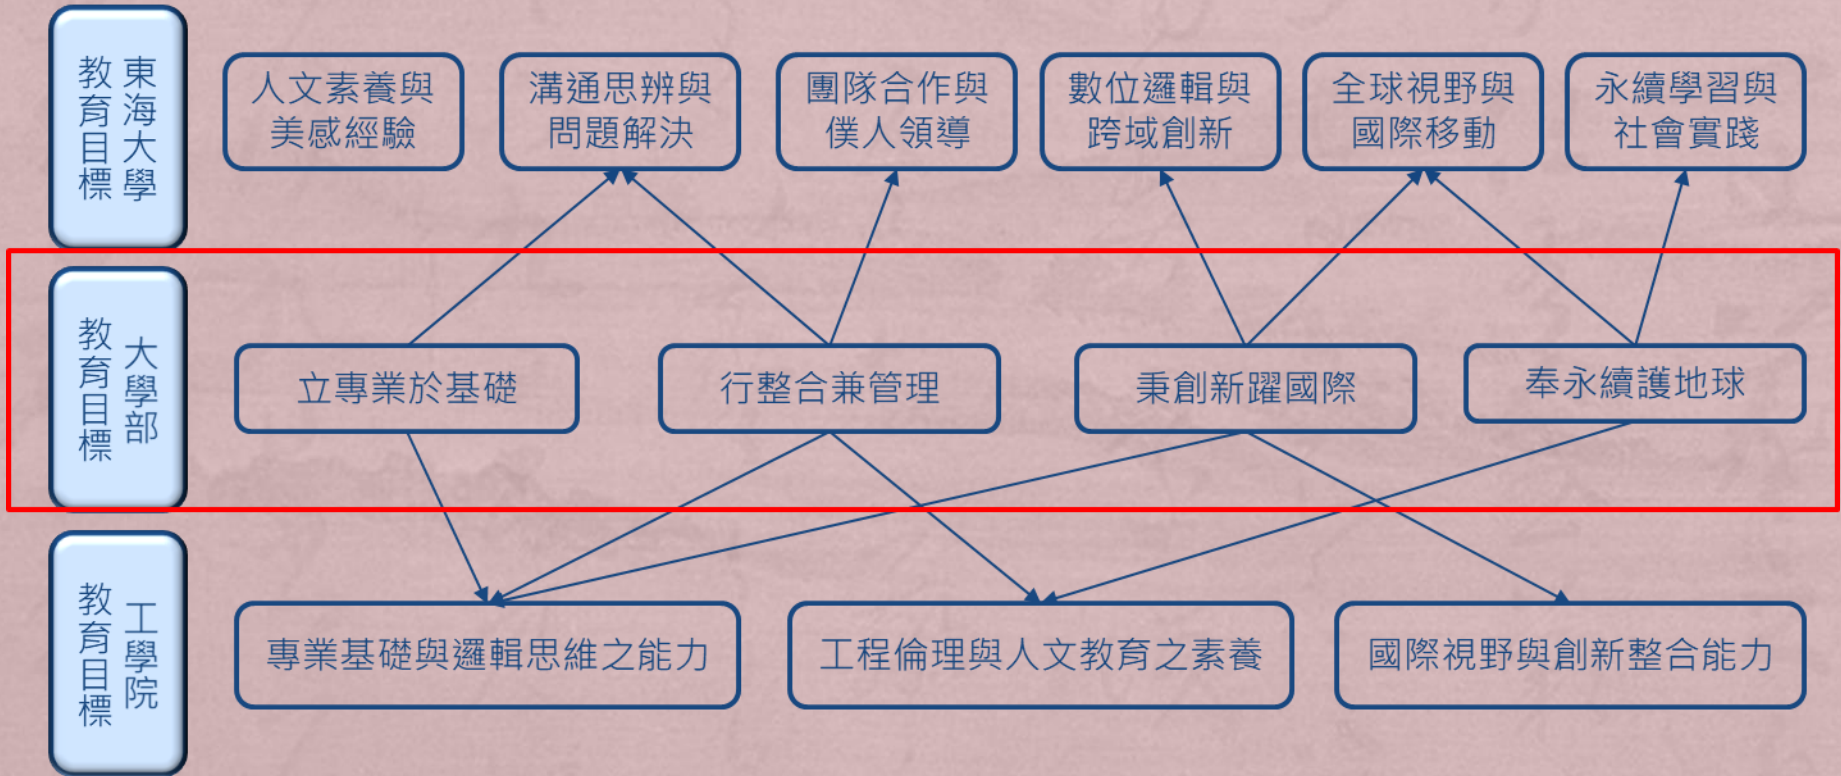 東海大學
教育目標
人文素養與
美感經驗
溝通思辨與
問題解決
團隊合作與
僕人領導
數位邏輯與
跨域創新
全球視野與
國際移動
永續學習與
社會實踐
大學部
教育目標
立專業於基礎
行整合兼管理
秉創新躍國際
奉永續護地球
工學院
教育目標
專業基礎與邏輯思維之能力
工程倫理與人文教育之素養
國際視野與創新整合能力